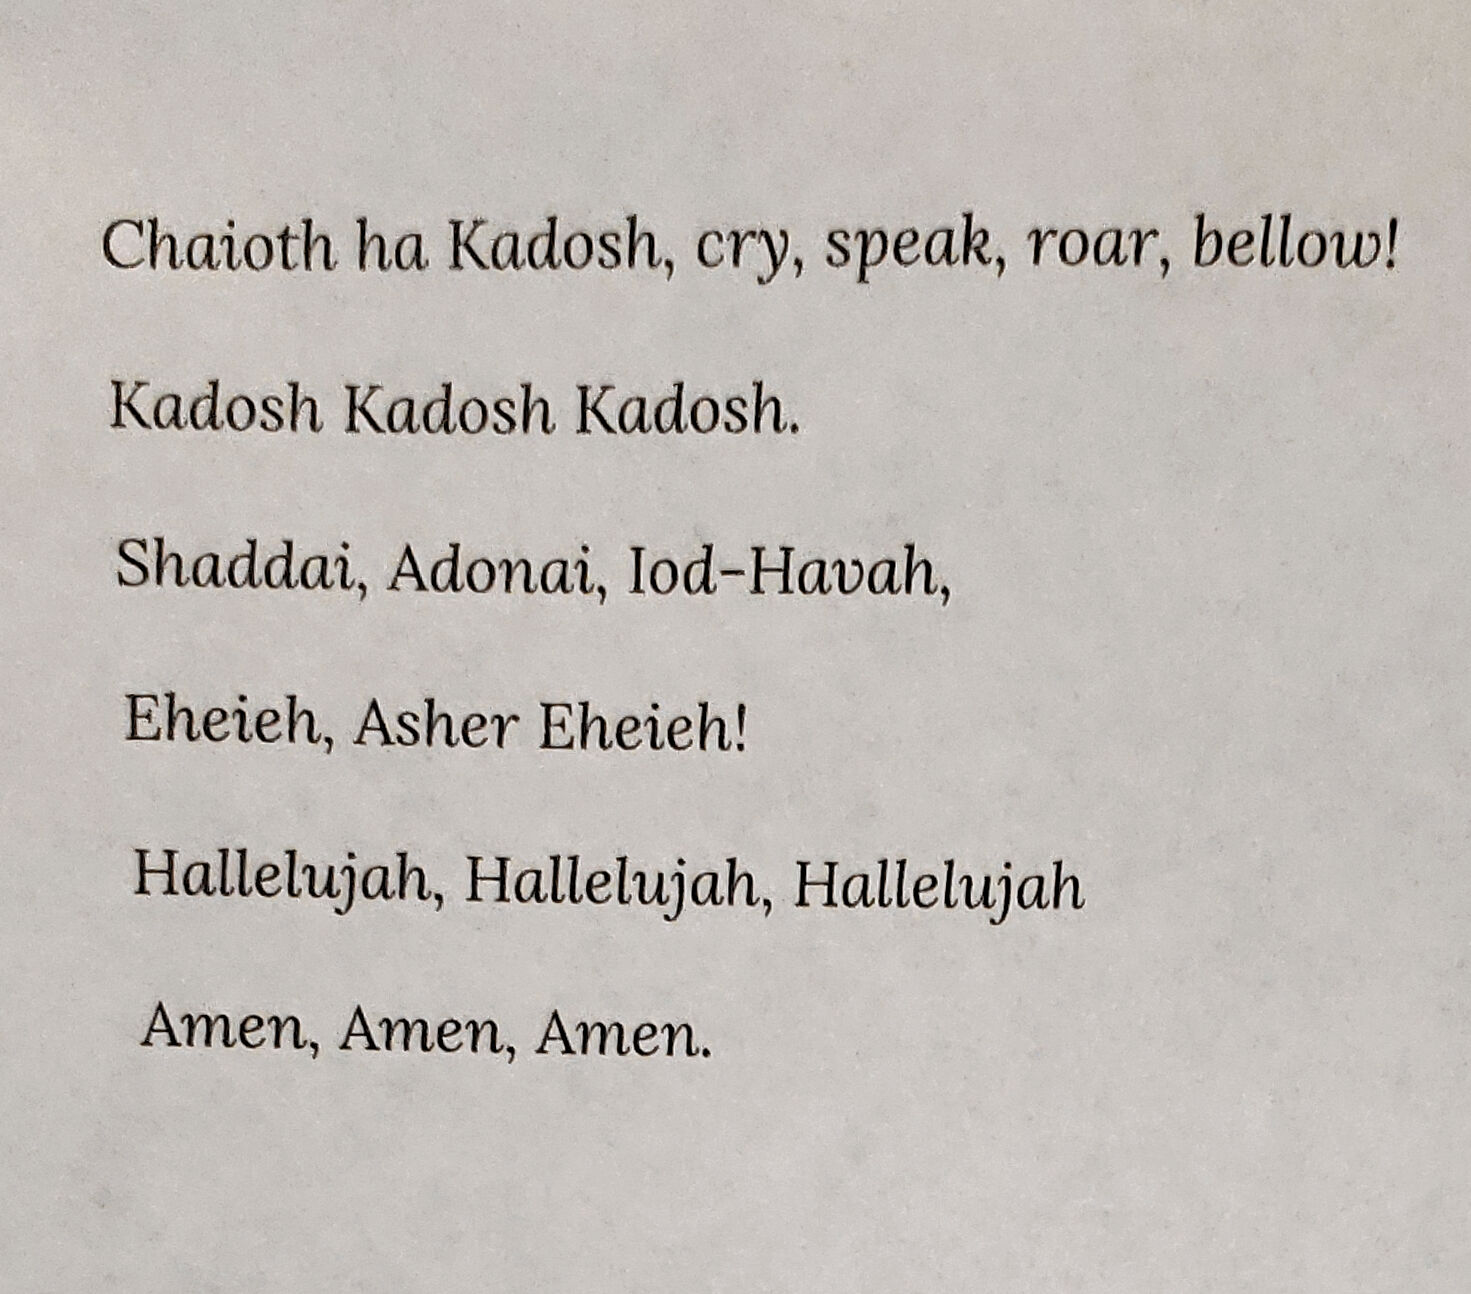 Chaioth ha Kadosh, cry, speak, roar, bellow!
Kadosh Kadosh Kadosh.
Shaddai, Adonai, Iod-Havah,
Eheieh, Asher Eheieh!
Hallelujah, Hallelujah, Hallelujah
Amen, Amen, Amen.